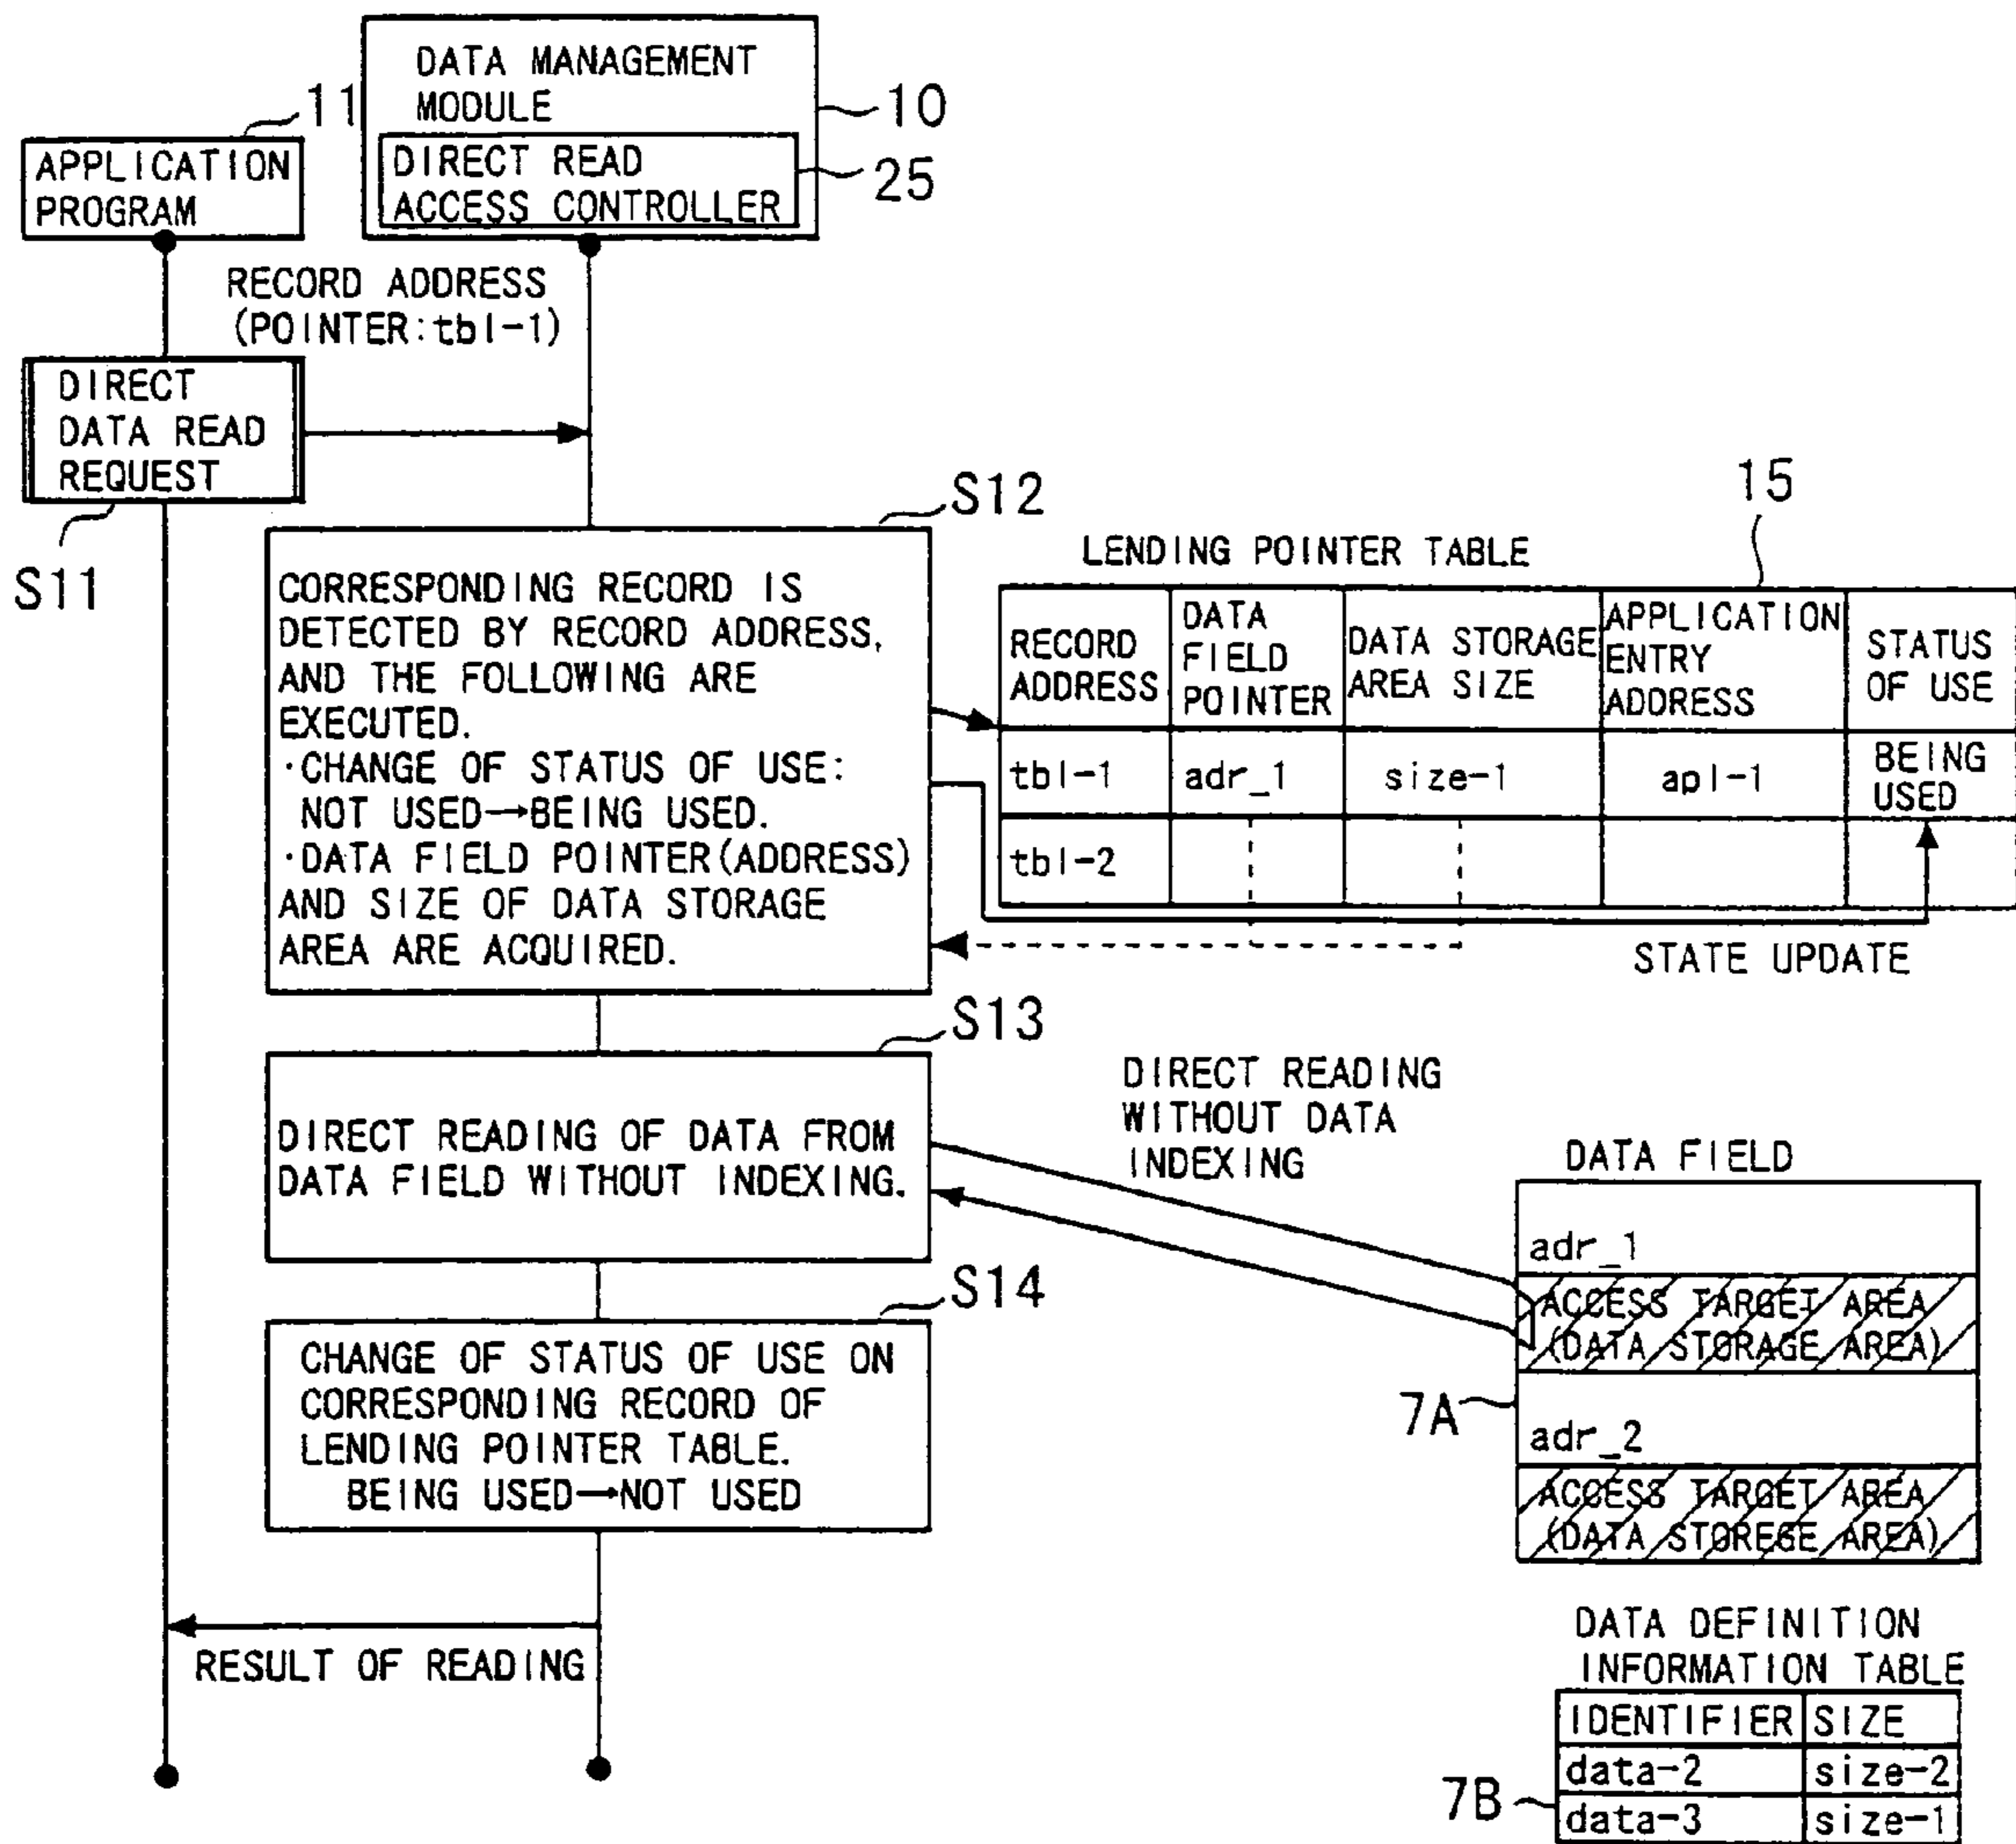 DATA MANAGEMENT
MODULE
10
11
DIRECT READ
ACCESS CONTROLLER
25
APPLICATION
PROGRAM
RECORD ADDRESS
(POINTER:tbl-1)
DIRECT
DATA READ
REQUEST
S11
S12
CORRESPONDING RECORD IS
DETECTED BY RECORD ADDRESS,
AND THE FOLLOWING ARE
EXECUTED.
·CHANGE OF STATUS OF USE:
NOT USED→BEING USED.
·DATA FIELD POINTER(ADDRESS)
AND SIZE OF DATA STORAGE
AREA ARE ACQUIRED.
15
LENDING POINTER TABLE
RECORD
ADDRESS
DATA
FIELD
POINTER
DATA STORAGE
AREA SIZE
APPLICATION
ENTRY
ADDRESS
STATUS
OF USE
tbl-1
adr_1
size-1
apl-1
BEING
USED
tbl-2
STATE UPDATE
S13
DIRECT READING OF DATA FROM
DATA FIELD WITHOUT INDEXING.
DIRECT READING
WITHOUT DATA
INDEXING
DATA FIELD
adr_1
ACCESS TARGET AREA
(DATA STORAGE AREA)
7A
adr_2
ACCESS TARGET AREA
(DATA STOREGE AREA)
S14
CHANGE OF STATUS OF USE ON
CORRESPONDING RECORD OF
LENDING POINTER TABLE.
BEING USED→NOT USED
RESULT OF READING
DATA DEFINITION
INFORMATION TABLE
IDENTIFIER SIZE
data-2 size-2
7B
data-3 size-1